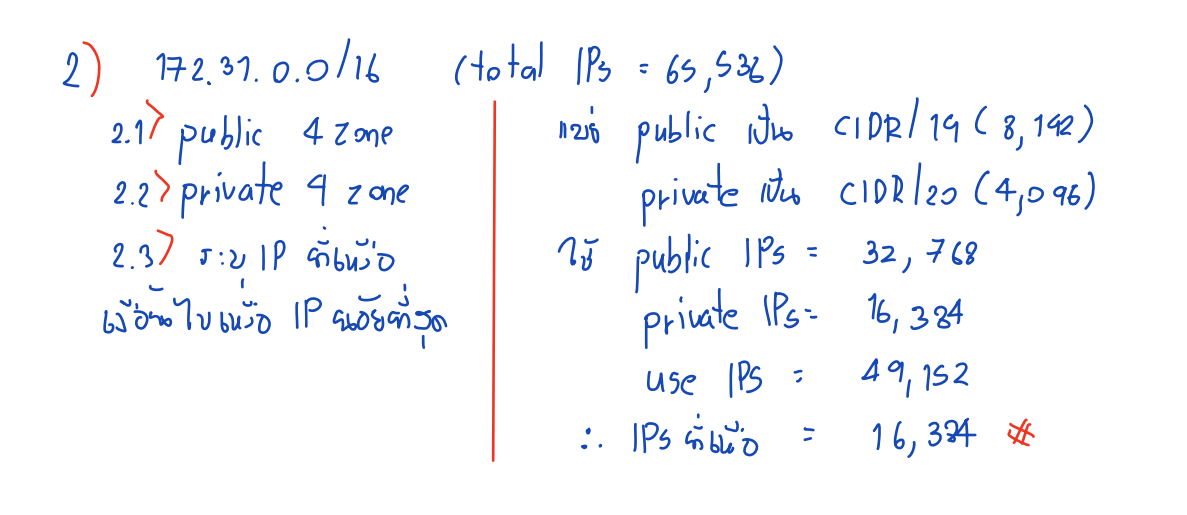 2) 172.31.0.0/16 (total IPs = 65,536)
2.1> public 4 zone
2.2> private 4 zone
2.3> ระบุ IP ที่เหลือ
เงื่อนไขเหลือ IP น้อยที่สุด
แบ่ง public เป็น CIDR/19 (8,192)
private เป็น CIDR/20 (4,096)
ใช้ public IPs = 32,768
private IPs = 16,384
use IPs = 49,152
∴ IPs ที่เหลือ = 16,384 #